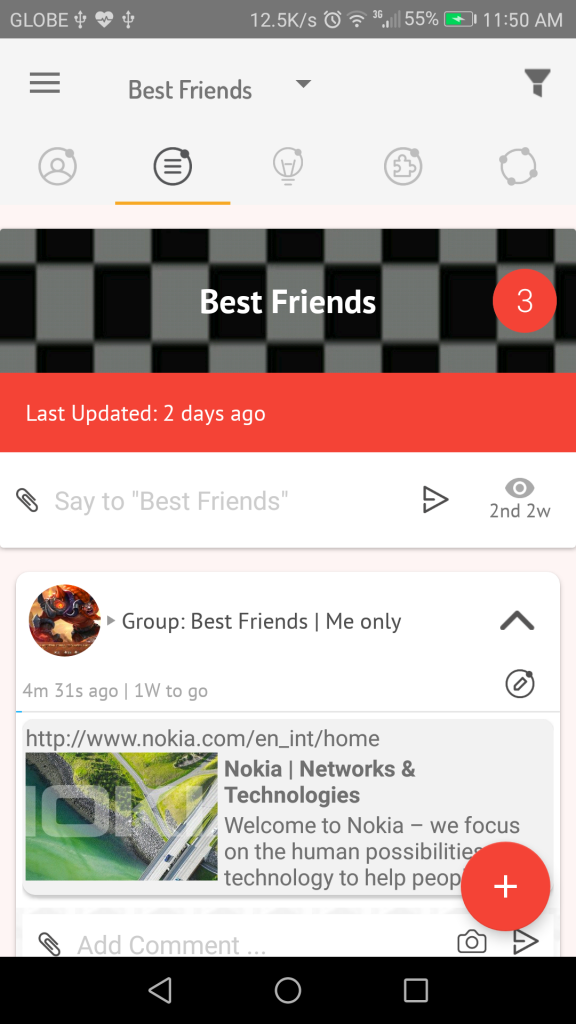 GLOBE 12.5K/s 3G 55% 11:50 AM
Best Friends
Best Friends
3
Last Updated: 2 days ago
Say to "Best Friends"
2nd 2w
Group: Best Friends | Me only
4m 31s ago | 1W to go
http://www.nokia.com/en_int/home
Nokia | Networks &
Technologies
Welcome to Nokia – we focus
on the human possibilities
technology to help peop
+
Add Comment ...